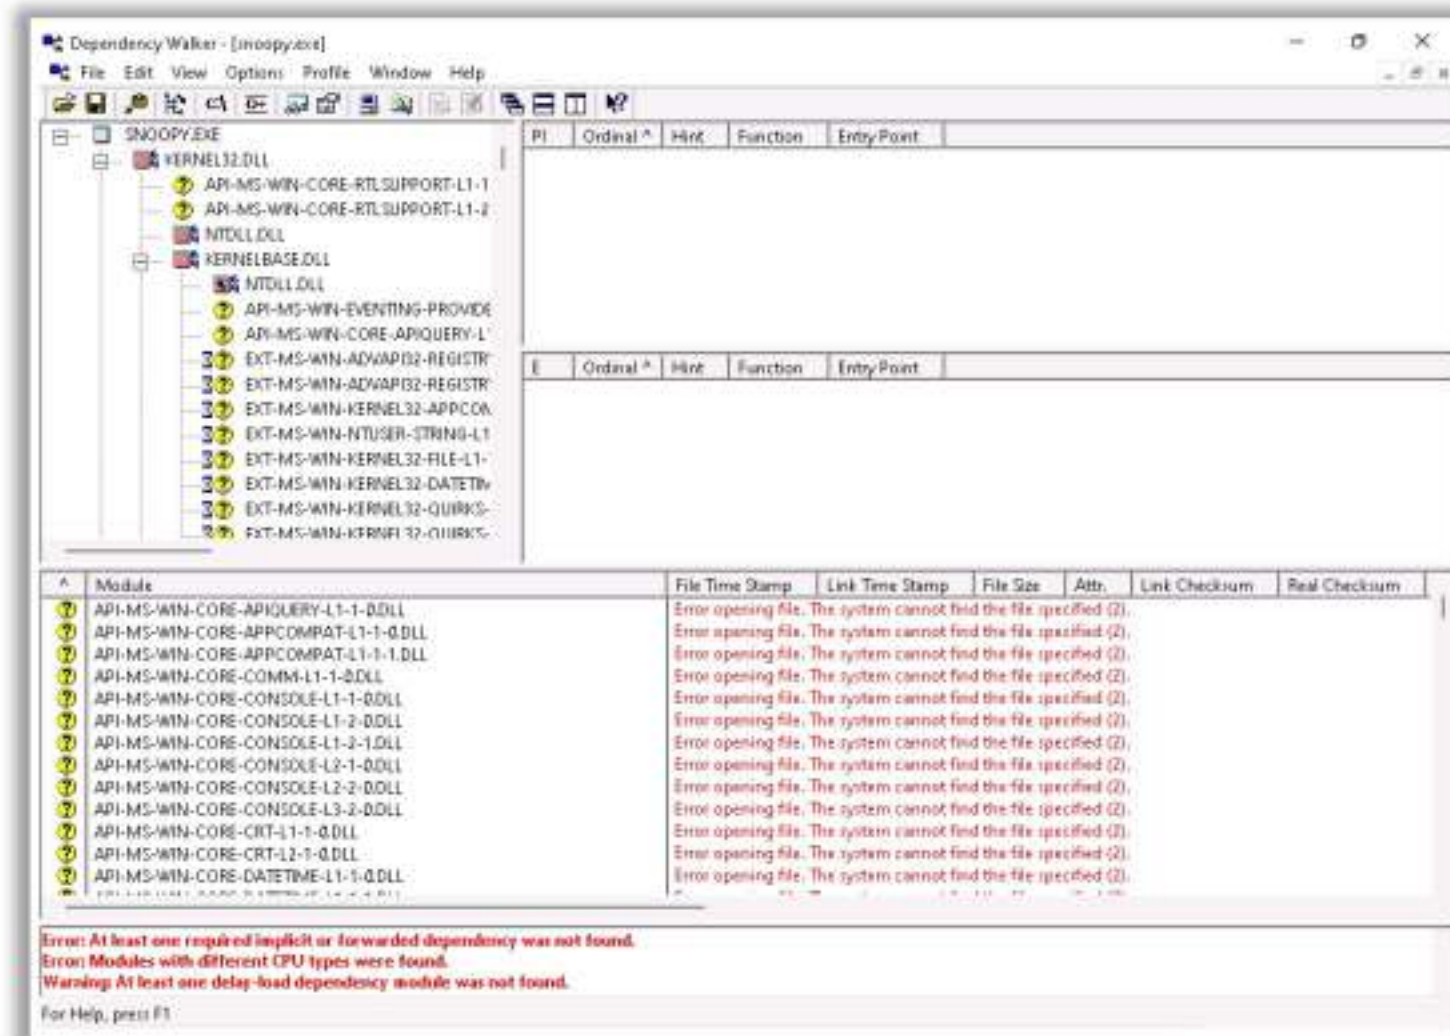 Dependency Walker - [snoopy.exe]
File Edit View Options Profile Window Help
SNOOPY.EXE
KERNEL32.DLL
API-MS-WIN-CORE-RTLSUPPORT-L1-1
API-MS-WIN-CORE-RTLSUPPORT-L1-2
NTDLL.DLL
KERNELBASE.DLL
NTDLL.DLL
API-MS-WIN-EVENTING-PROVIDE
API-MS-WIN-CORE-APIQUERY-L'
EXT-MS-WIN-ADVAPI32-REGISTR'
EXT-MS-WIN-ADVAPI32-REGISTR'
EXT-MS-WIN-KERNEL32-APPCOM
EXT-MS-WIN-NTUSER-STRING-L1
EXT-MS-WIN-KERNEL32-FILE-L1-
EXT-MS-WIN-KERNEL32-DATETIM
EXT-MS-WIN-KERNEL32-QUIRKS-
EXT-MS-WIN-KERNEL32-QUIRKS-
PI Ordinal ^ Hint Function Entry Point
E Ordinal ^ Hint Function Entry Point
^ Module File Time Stamp Link Time Stamp File Size Attr. Link Checksum Real Checksum
API-MS-WIN-CORE-APIQUERY-L1-1-0.DLL Error opening file. The system cannot find the file specified (2).
API-MS-WIN-CORE-APPCOMPAT-L1-1-0.DLL Error opening file. The system cannot find the file specified (2).
API-MS-WIN-CORE-APPCOMPAT-L1-1-1.DLL Error opening file. The system cannot find the file specified (2).
API-MS-WIN-CORE-COMM-L1-1-0.DLL Error opening file. The system cannot find the file specified (2).
API-MS-WIN-CORE-CONSOLE-L1-1-0.DLL Error opening file. The system cannot find the file specified (2).
API-MS-WIN-CORE-CONSOLE-L1-2-0.DLL Error opening file. The system cannot find the file specified (2).
API-MS-WIN-CORE-CONSOLE-L1-2-1.DLL Error opening file. The system cannot find the file specified (2).
API-MS-WIN-CORE-CONSOLE-L2-1-0.DLL Error opening file. The system cannot find the file specified (2).
API-MS-WIN-CORE-CONSOLE-L2-2-0.DLL Error opening file. The system cannot find the file specified (2).
API-MS-WIN-CORE-CONSOLE-L3-2-0.DLL Error opening file. The system cannot find the file specified (2).
API-MS-WIN-CORE-CRT-L1-1-0.DLL Error opening file. The system cannot find the file specified (2).
API-MS-WIN-CORE-CRT-L2-1-0.DLL Error opening file. The system cannot find the file specified (2).
API-MS-WIN-CORE-DATETIME-L1-1-0.DLL Error opening file. The system cannot find the file specified (2).
Error: At least one required implicit or forwarded dependency was not found.
Error: Modules with different CPU types were found.
Warning: At least one delay-load dependency module was not found.
For Help, press F1